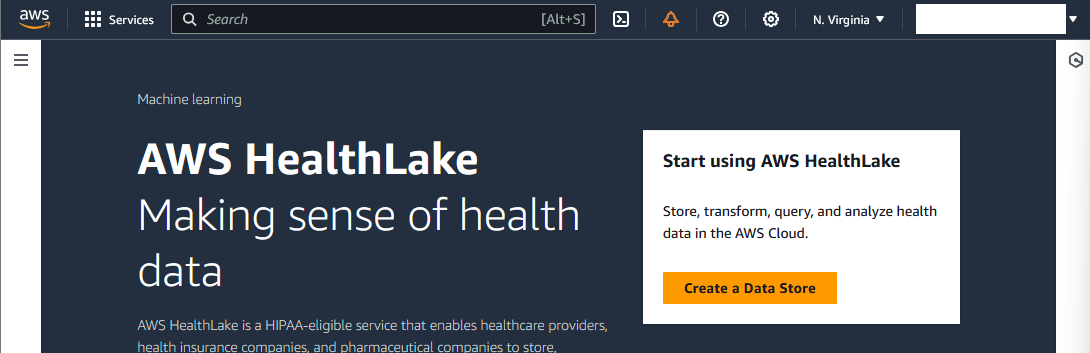 aws
Services
Search
[Alt+S]
N. Virginia
Machine learning
AWS HealthLake
Making sense of health
data
AWS HealthLake is a HIPAA-eligible service that enables healthcare providers,
health insurance companies, and pharmaceutical companies to store,
Start using AWS HealthLake
Store, transform, query, and analyze health
data in the AWS Cloud.
Create a Data Store